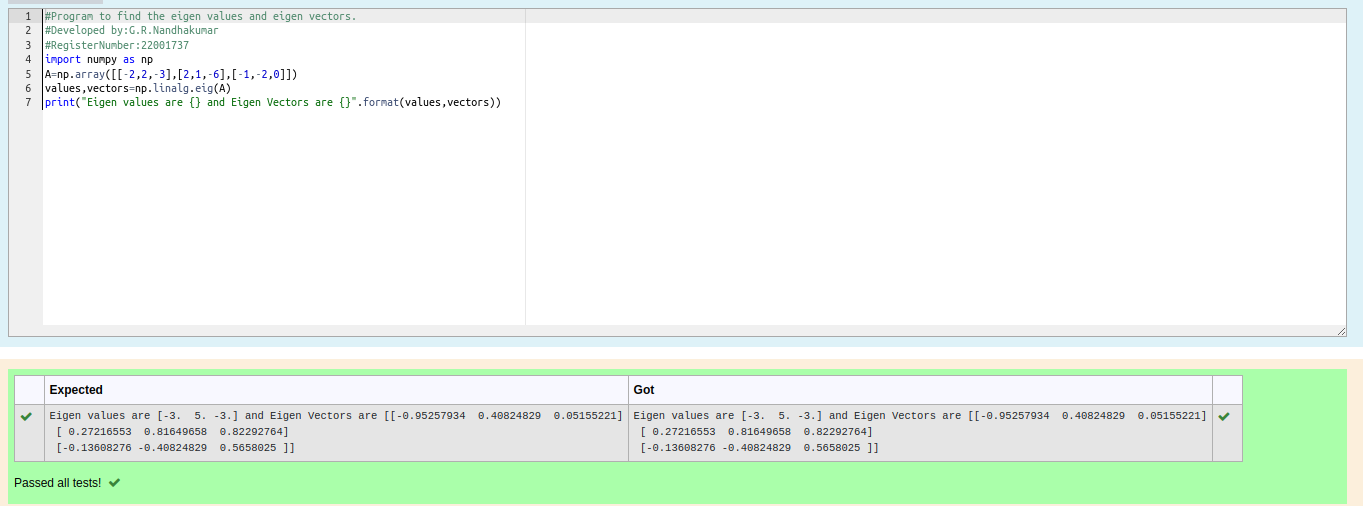 1 #Program to find the eigen values and eigen vectors.
2 #Developed by:G.R.Nandhakumar
3 #RegisterNumber:22001737
4 import numpy as np
5 A=np.array([[-2,2,-3],[2,1,-6],[-1,-2,0]])
6 values,vectors=np.linalg.eig(A)
7 print("Eigen values are {} and Eigen Vectors are {}".format(values,vectors))
Expected Got
Eigen values are [-3.  5. -3.] and Eigen Vectors are [[-0.95257934  0.40824829  0.05155221] Eigen values are [-3.  5. -3.] and Eigen Vectors are [[-0.95257934  0.40824829  0.05155221]
[ 0.27216553  0.81649658  0.82292764] [ 0.27216553  0.81649658  0.82292764]
[-0.13608276 -0.40824829  0.5658025 ]] [-0.13608276 -0.40824829  0.5658025 ]]
Passed all tests!